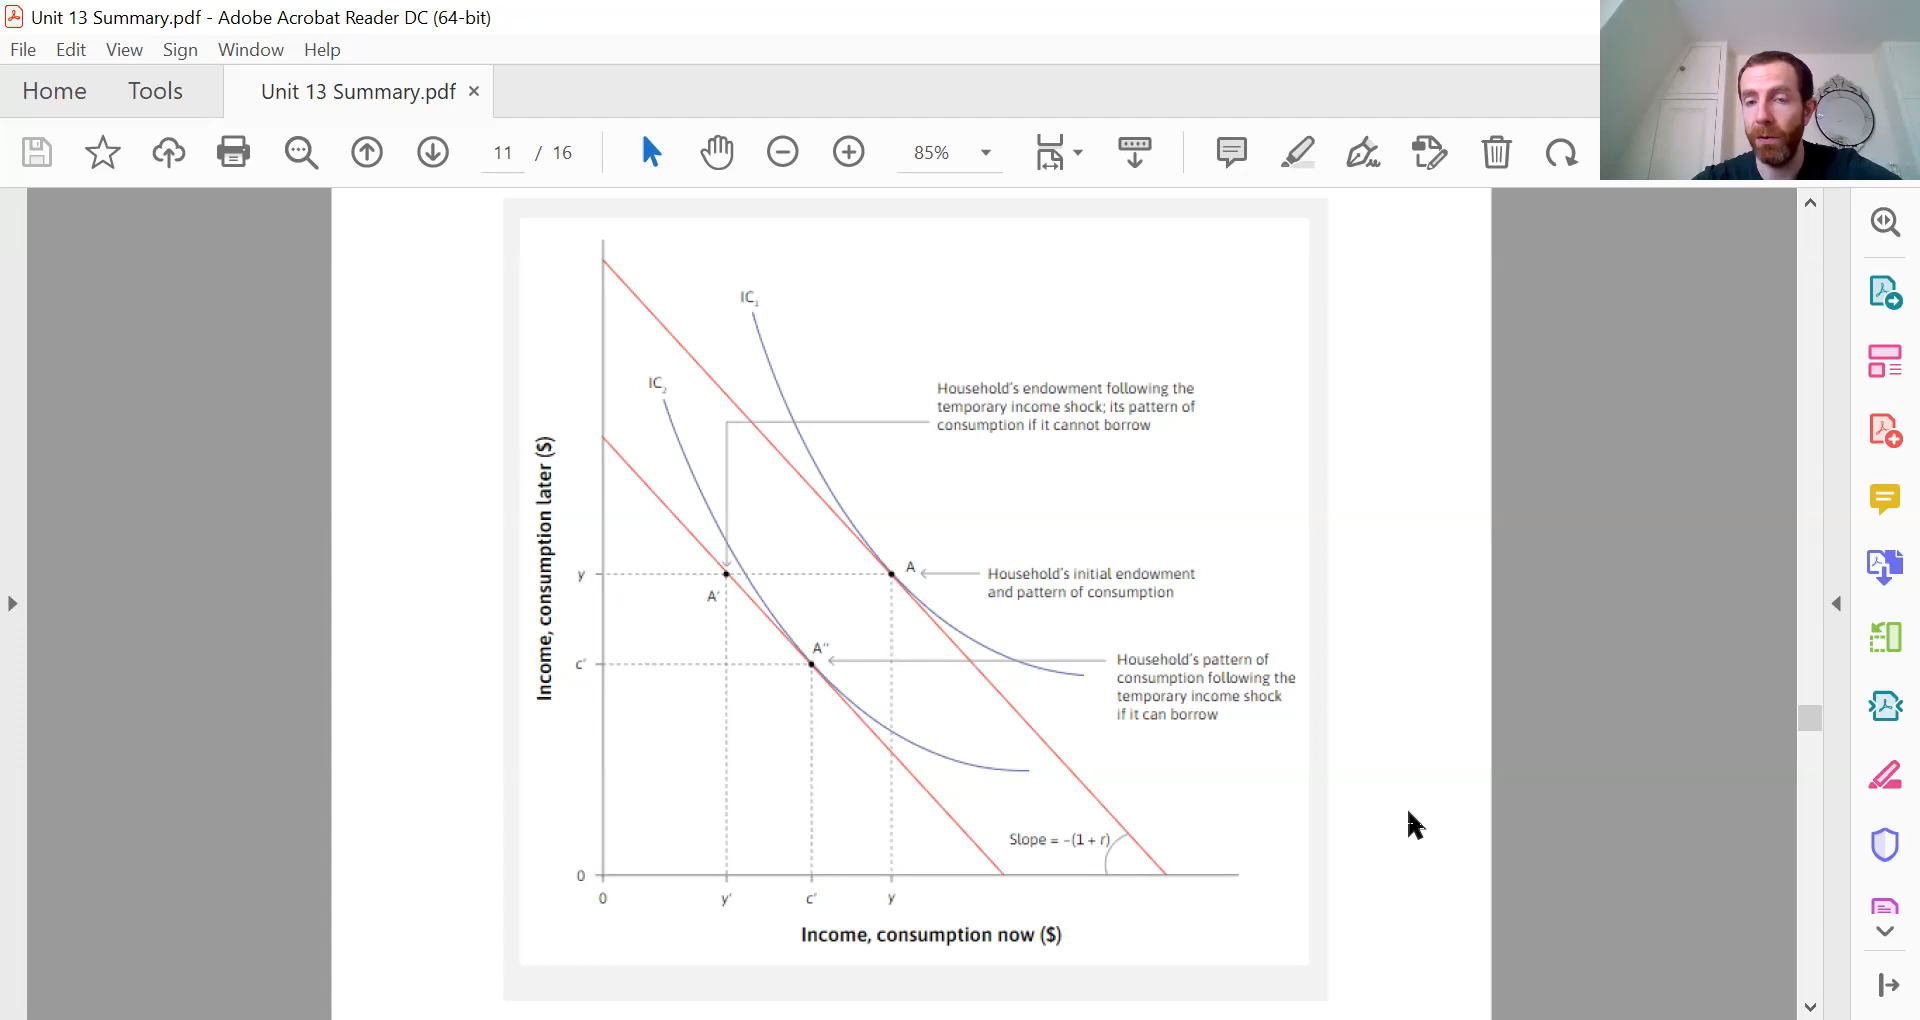 Unit 13 Summary.pdf - Adobe Acrobat Reader DC (64-bit)
File Edit View Sign Window Help
Home Tools Unit 13 Summary.pdf ×
11 / 16 85%
IC₁
IC₂
Household's endowment following the
temporary income shock; its pattern of
consumption if it cannot borrow
Income, consumption later ($)
y
A
Household's initial endowment
and pattern of consumption
A′
A″
c′
Household's pattern of
consumption following the
temporary income shock
if it can borrow
Slope = -(1 + r)
0
0 y′ c′ y
Income, consumption now ($)